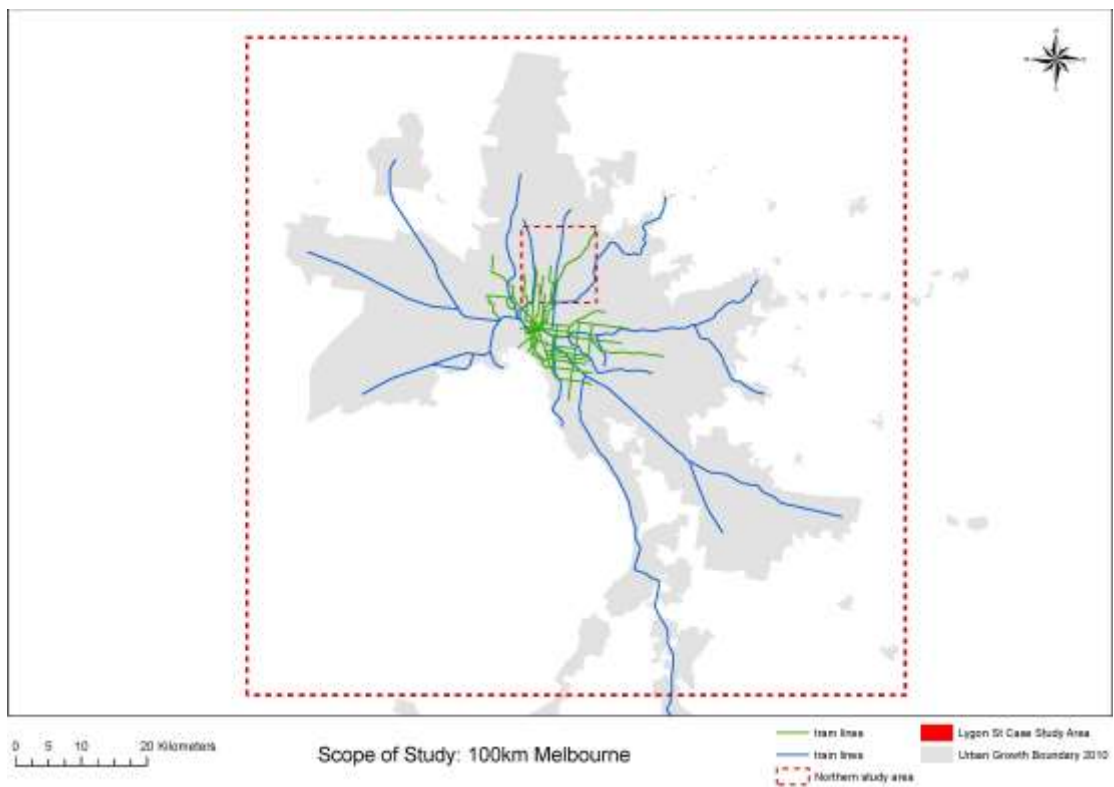 0 5 10 20 Kilometers
Scope of Study: 100km Melbourne
tram lines
train lines
Northern study area
Lygon St Case Study Area
Urban Growth Boundary 2010